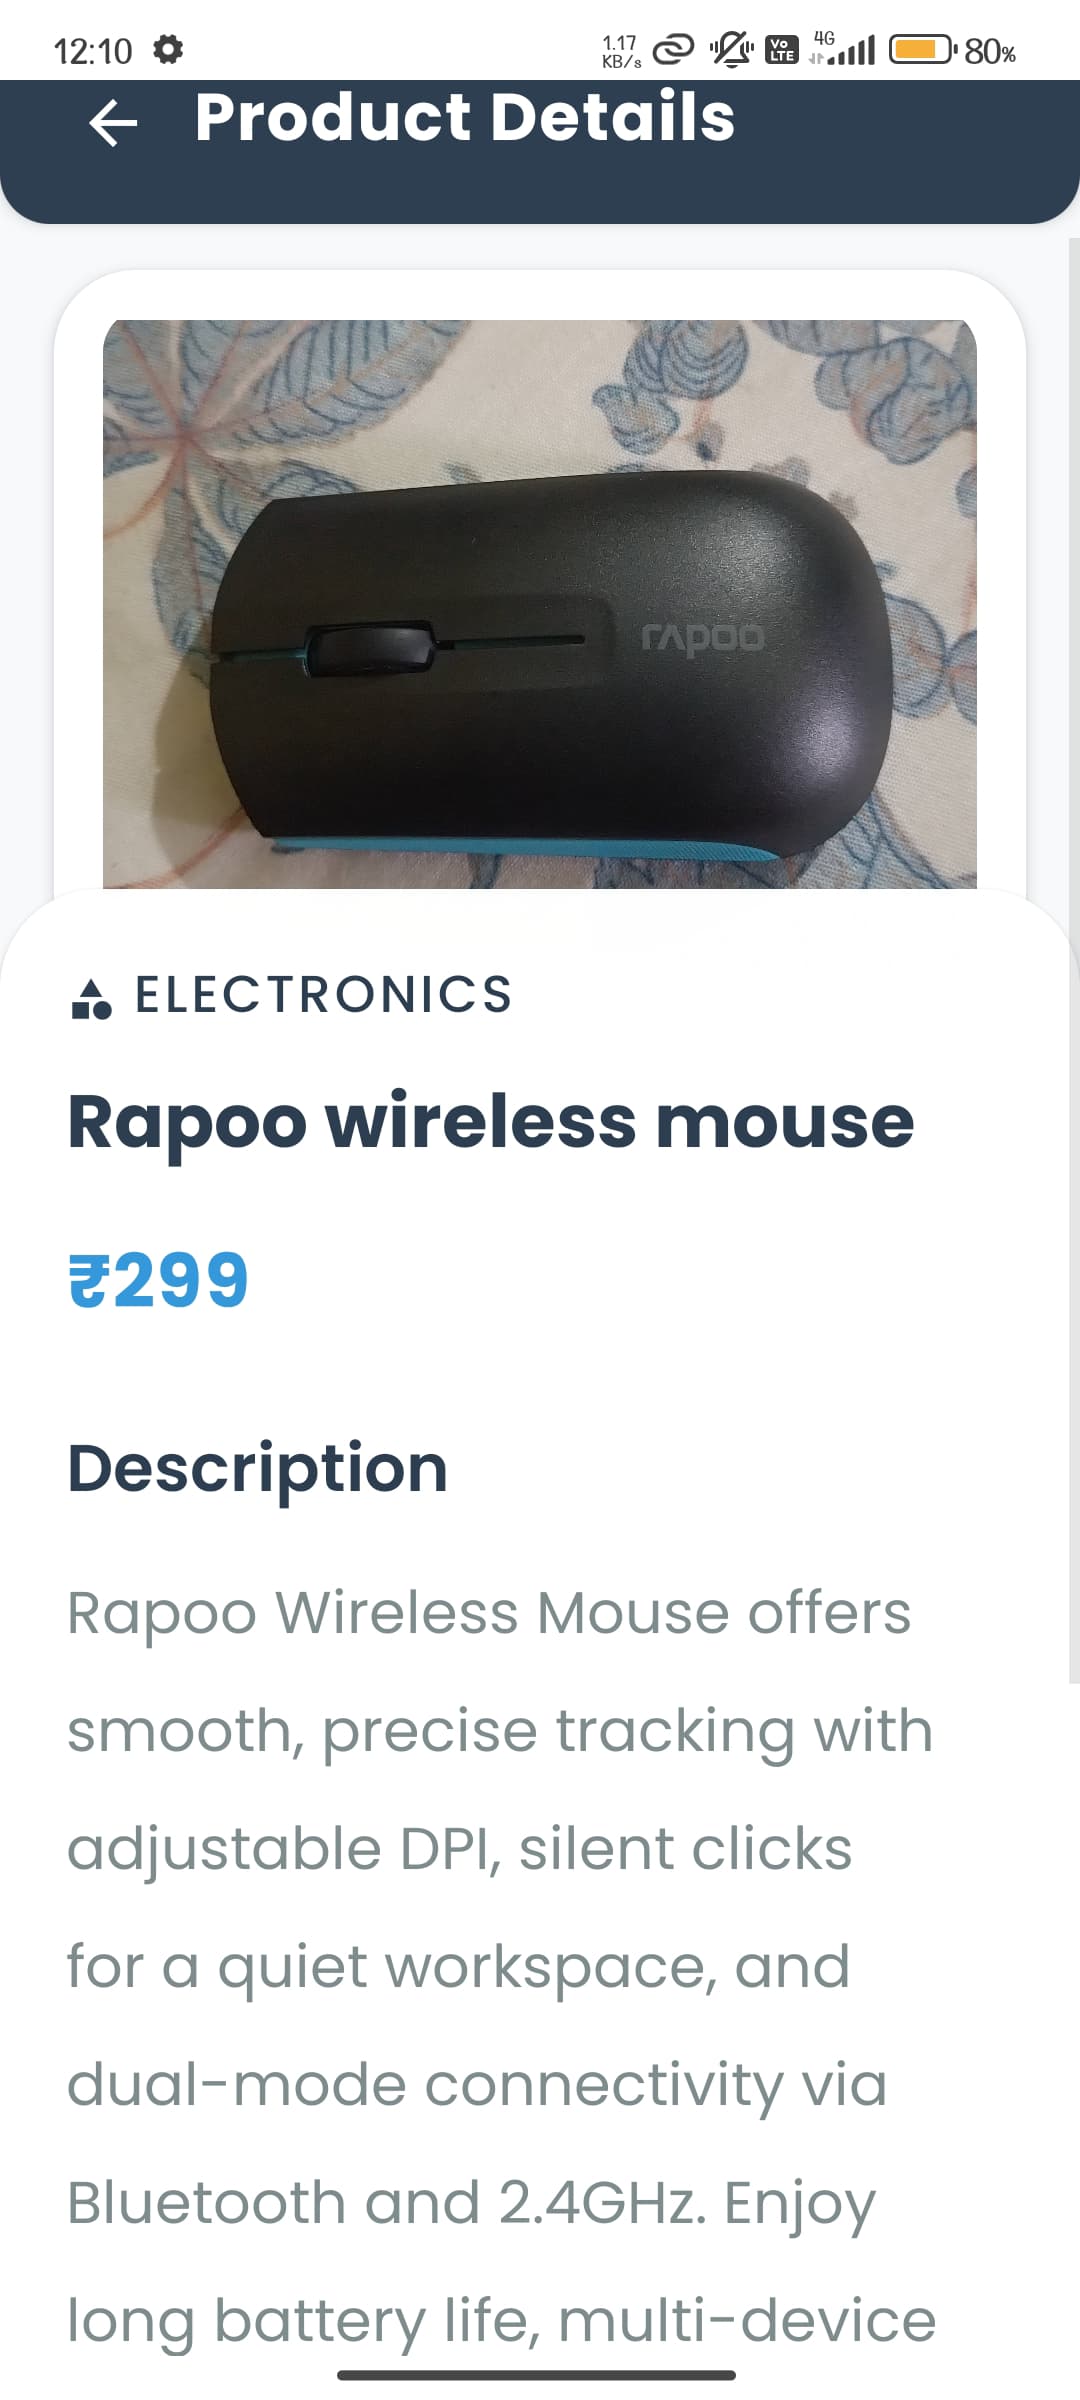 12:10
1.17
KB/s
Vo
LTE
4G
80%
Product Details
rapoo
ELECTRONICS
Rapoo wireless mouse
₹299
Description
Rapoo Wireless Mouse offers
smooth, precise tracking with
adjustable DPI, silent clicks
for a quiet workspace, and
dual-mode connectivity via
Bluetooth and 2.4GHz. Enjoy
long battery life, multi-device